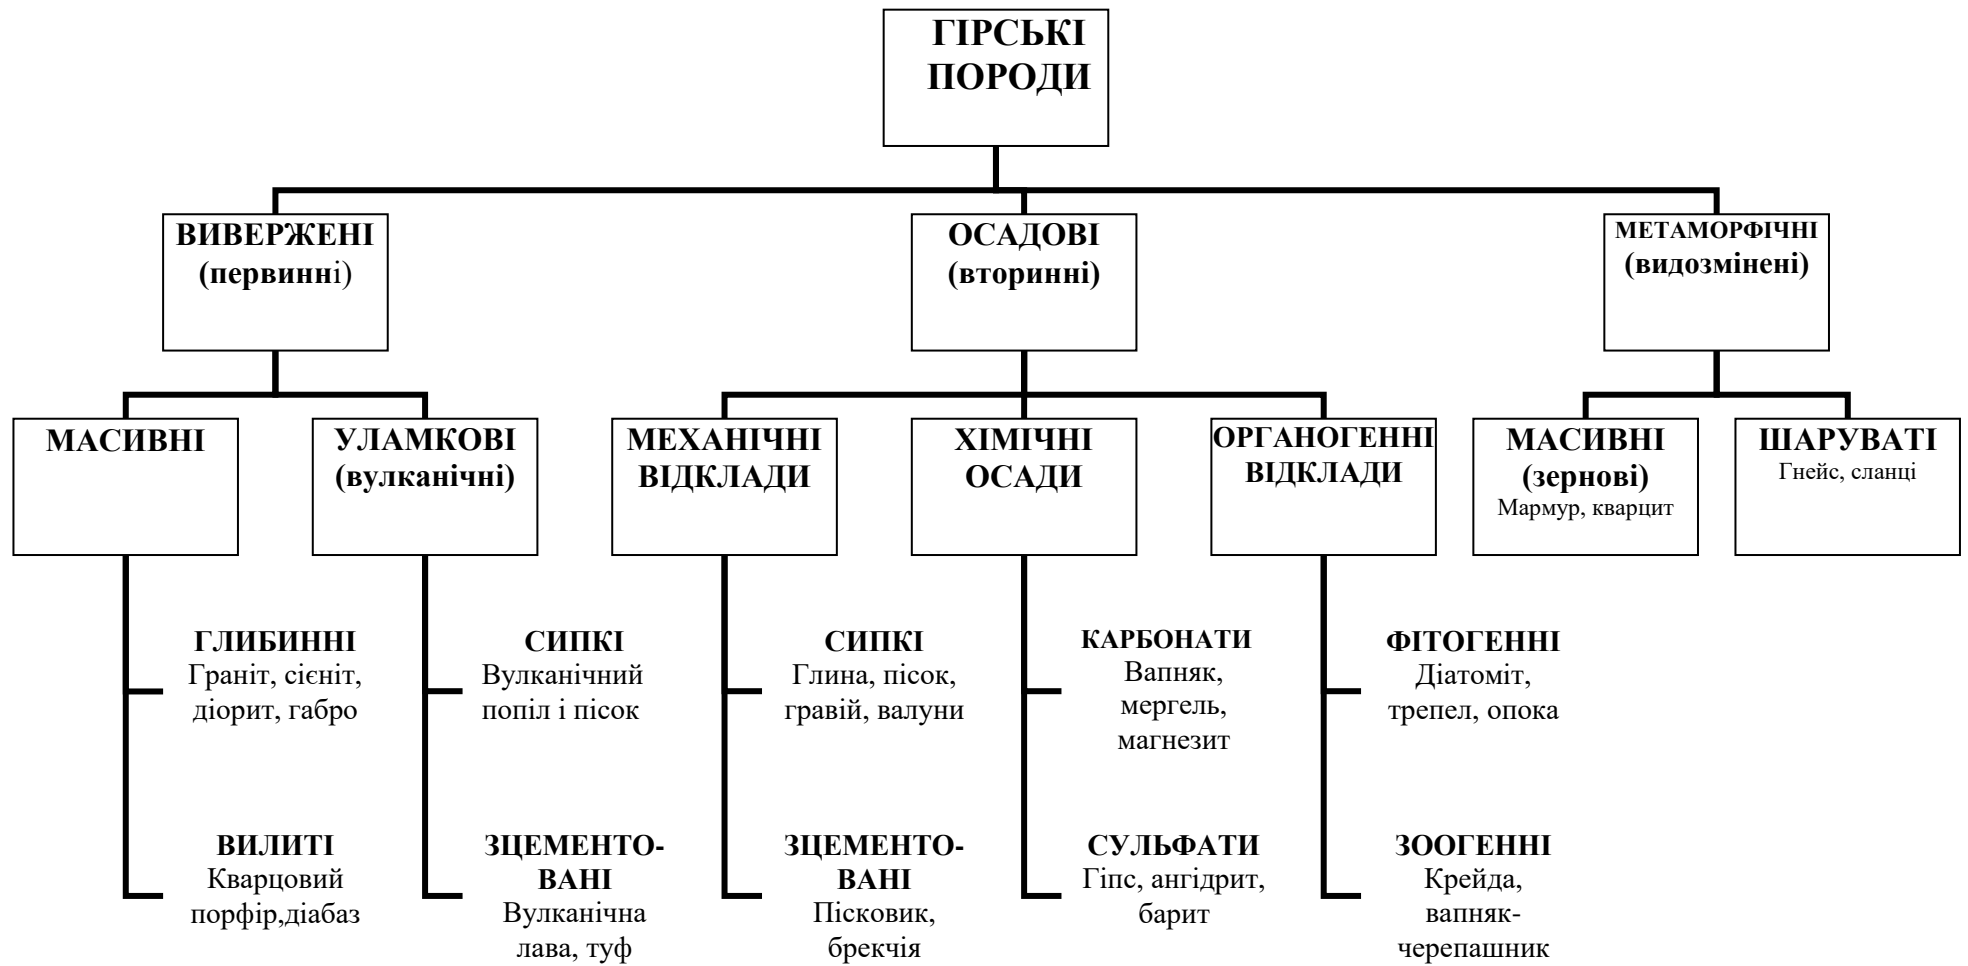 ГІРСЬКІ
ПОРОДИ
ВИВЕРЖЕНІ
(первинні)
ОСАДОВІ
(вторинні)
МЕТАМОРФІЧНІ
(видозмінені)
МАСИВНІ
УЛАМКОВІ
(вулканічні)
МЕХАНІЧНІ
ВІДКЛАДИ
ХІМІЧНІ
ОСАДИ
ОРГАНОГЕННІ
ВІДКЛАДИ
МАСИВНІ
(зернові)
Мармур, кварцит
ШАРУВАТІ
Гнейс, сланці
ГЛИБИННІ
Граніт, сієніт,
діорит, габро
СИПКІ
Вулканічний
попіл і пісок
СИПКІ
Глина, пісок,
гравій, валуни
КАРБОНАТИ
Вапняк,
мергель,
магнезит
ФІТОГЕННІ
Діатоміт,
трепел, опока
ВИЛИТІ
Кварцовий
порфір,діабаз
ЗЦЕМЕНТО-
ВАНІ
Вулканічна
лава, туф
ЗЦЕМЕНТО-
ВАНІ
Пісковик,
брекчія
СУЛЬФАТИ
Гіпс, ангідрит,
барит
ЗООГЕННІ
Крейда,
вапняк-
черепашник